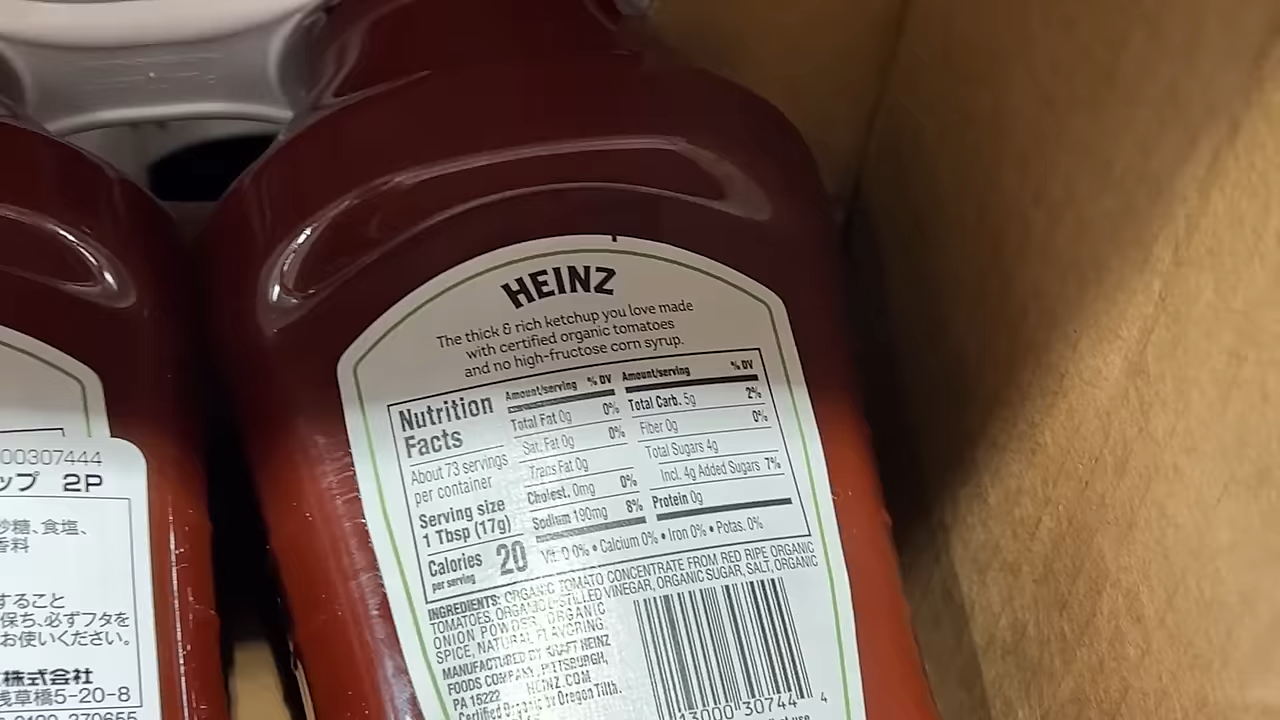 HEINZ
The thick & rich ketchup you love made
with certified organic tomatoes
and no high-fructose corn syrup.
Nutrition
Facts
About 73 servings
per container
Serving size
1 Tbsp (17g)
Calories 20
per serving
Amount/serving % DV
Total Fat 0g 0%
Sat. Fat 0g 0%
Trans Fat 0g
Cholest. 0mg 0%
Sodium 190mg 8%
Amount/serving % DV
Total Carb. 5g 2%
Fiber 0g 0%
Total Sugars 4g
Incl. 4g Added Sugars 7%
Protein 0g
Vit. D 0% • Calcium 0% • Iron 0% • Potas. 0%
INGREDIENTS: ORGANIC TOMATO CONCENTRATE FROM RED RIPE ORGANIC
TOMATOES, ORGANIC DISTILLED VINEGAR, ORGANIC SUGAR, SALT, ORGANIC
ONION POWDER, ORGANIC
SPICE, NATURAL FLAVORING.
MANUFACTURED BY KRAFT HEINZ
FOODS COMPANY, PITTSBURGH,
PA 15222 HEINZ.COM
Certified Organic by Oregon Tilth.
13000 30744 4
00307444
ップ 2P
砂糖、食塩、
香料
すること
保ち、必ずフタを
お使いください。
株式会社
浅草橋5-20-8